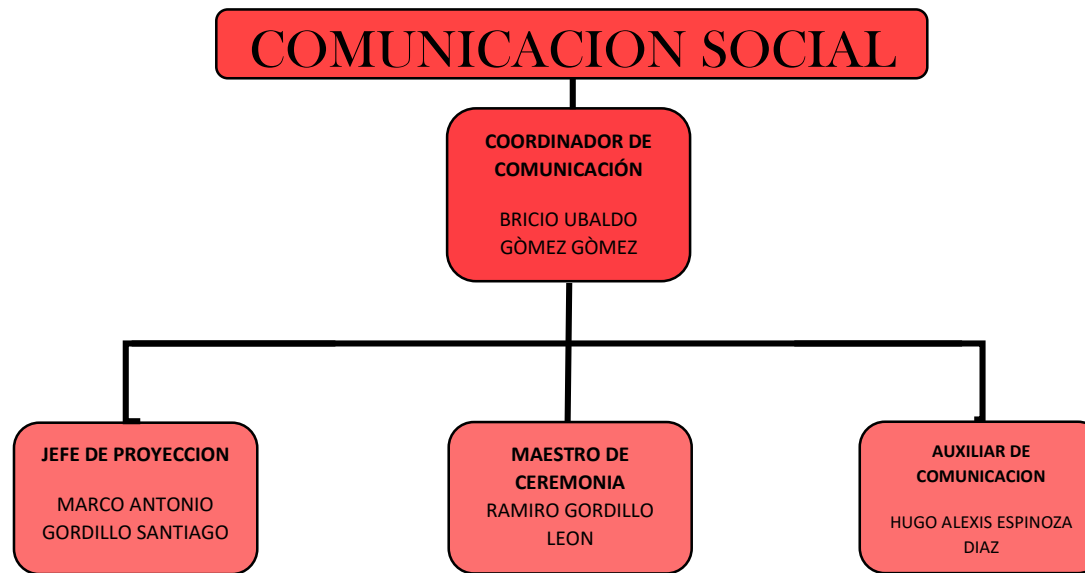 COMUNICACION SOCIAL
COORDINADOR DE
COMUNICACIÓN
BRICIO UBALDO
GÒMEZ GÒMEZ
JEFE DE PROYECCION
MARCO ANTONIO
GORDILLO SANTIAGO
MAESTRO DE
CEREMONIA
RAMIRO GORDILLO
LEON
AUXILIAR DE
COMUNICACION
HUGO ALEXIS ESPINOZA
DIAZ